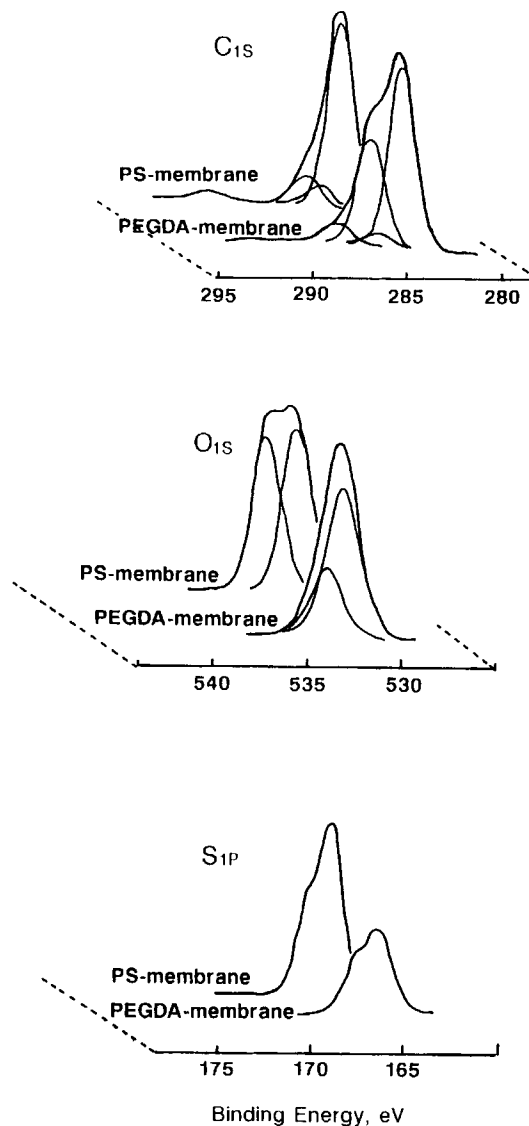 C1S
PS-membrane
PEGDA-membrane
295 290 285 280
O1S
PS-membrane
PEGDA-membrane
540 535 530
S1P
PS-membrane
PEGDA-membrane
175 170 165
Binding Energy, eV